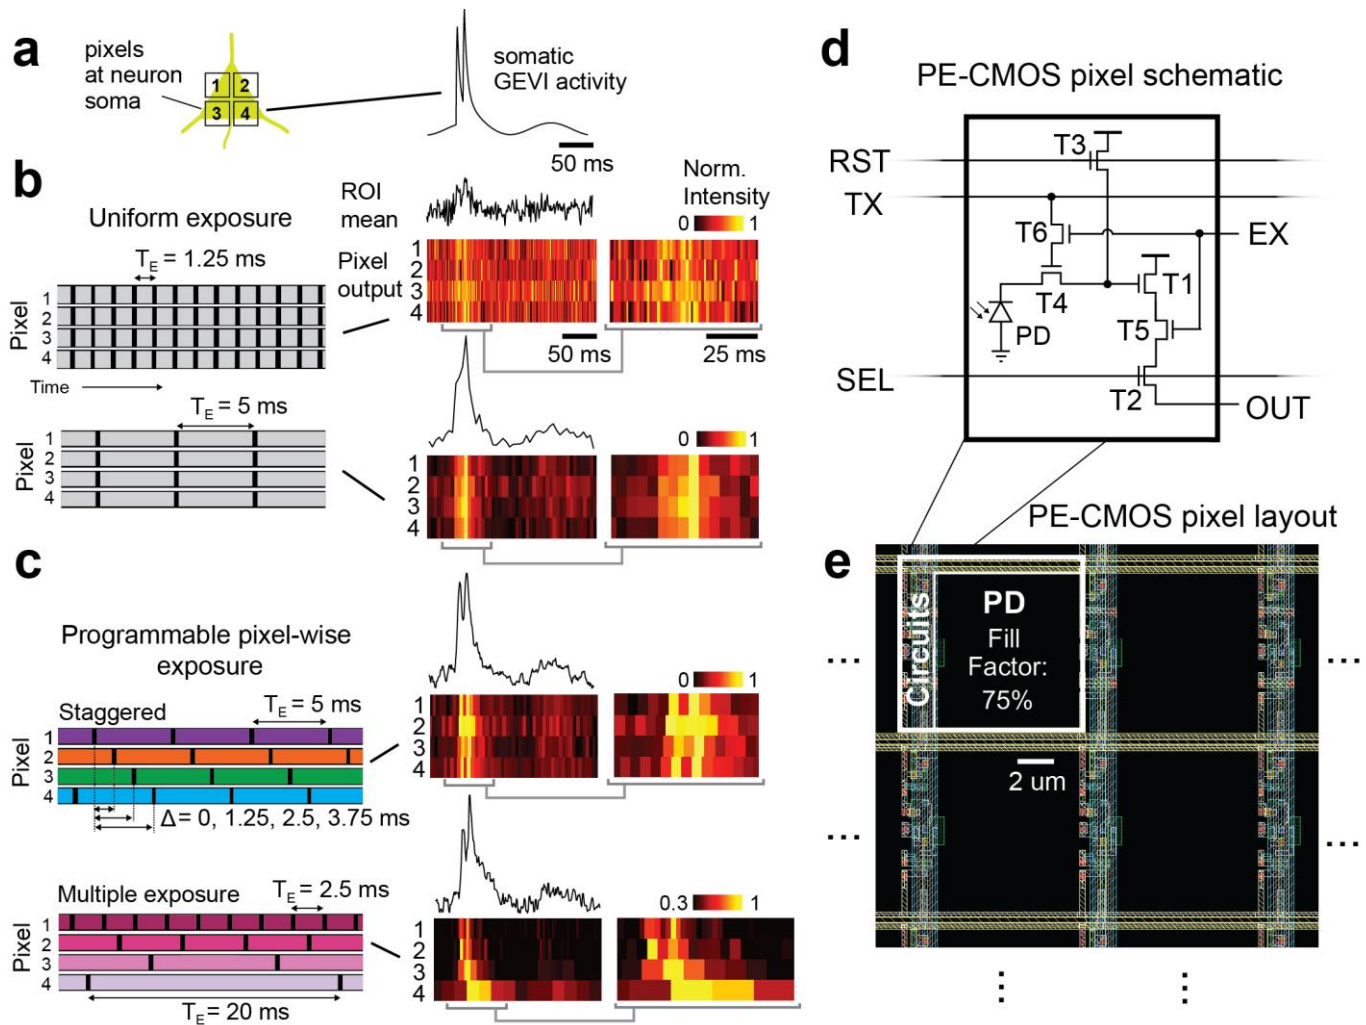 a
pixels
at neuron
soma
1 2
3 4
somatic
GEVI activity
50 ms
b
Uniform exposure
T_E = 1.25 ms
Pixel
1
2
3
4
Time
ROI
mean
Pixel
output
1
2
3
4
Norm.
Intensity
0 1
50 ms
25 ms
T_E = 5 ms
Pixel
1
2
3
4
0 1
1
2
3
4
c
Programmable pixel-wise
exposure
Staggered
T_E = 5 ms
Pixel
1
2
3
4
Δ = 0, 1.25, 2.5, 3.75 ms
0 1
1
2
3
4
Multiple exposure
T_E = 2.5 ms
Pixel
1
2
3
4
T_E = 20 ms
0.3 1
1
2
3
4
d
PE-CMOS pixel schematic
RST
T3
TX
T6
EX
T4
T1
PD
T5
SEL
T2
OUT
PE-CMOS pixel layout
e
Circuits
PD
Fill
Factor:
75%
2 um
...
...
...
...
...
...